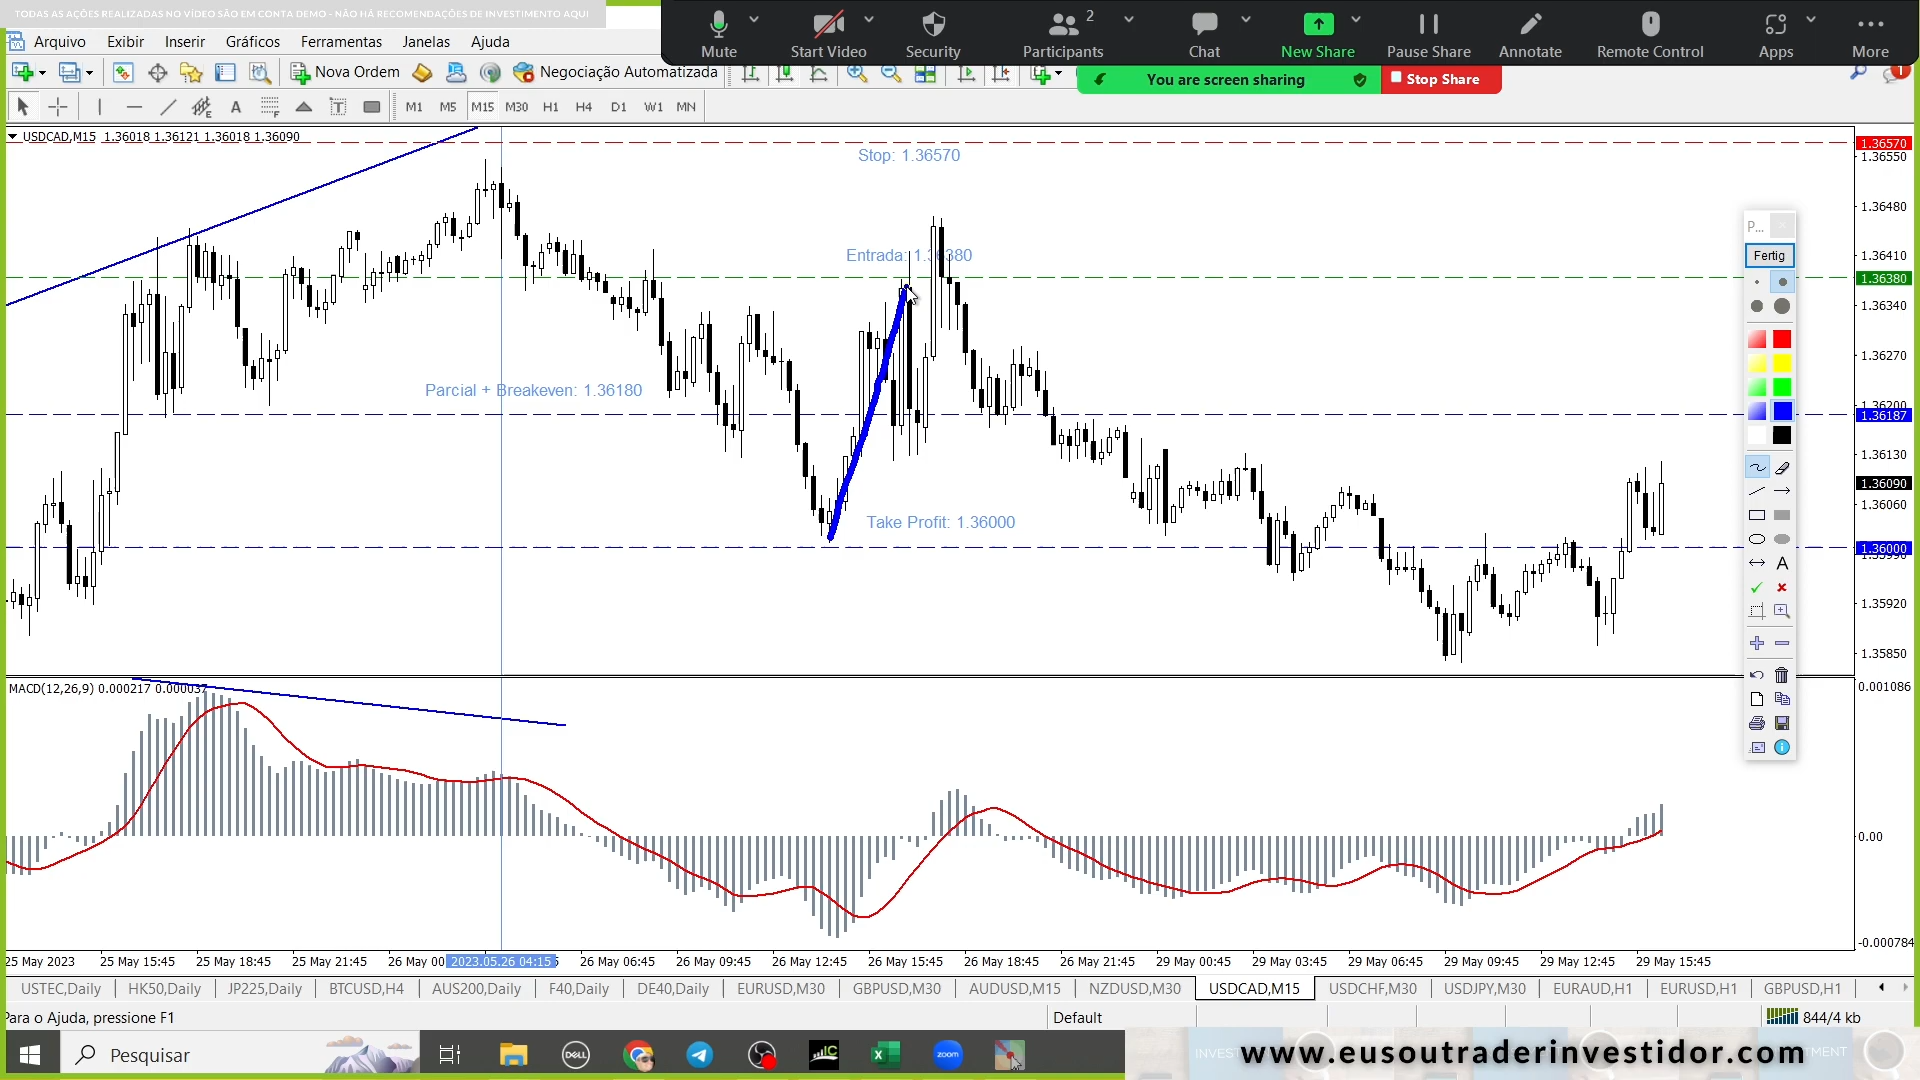 TODAS AS AÇÕES REALIZADAS NO VÍDEO SÃO EM CONTA DEMO - NÃO HÁ RECOMENDAÇÕES DE INVESTIMENTO AQUI
Mute
Start Video
Security
2
Participants
Chat
New Share
Pause Share
Annotate
Remote Control
Apps
More
Arquivo Exibir Inserir Gráficos Ferramentas Janelas Ajuda
You are screen sharing
Stop Share
Nova Ordem
Negociação Automatizada
1
M1 M5 M15 M30 H1 H4 D1 W1 MN
USDCAD,M15 1.36018 1.36121 1.36018 1.36090
Stop: 1.36570
Parcial + Breakeven: 1.36180
Take Profit: 1.36000
1.36570
1.36550
1.36480
1.36410
1.36380
1.36340
1.36270
1.36200
1.36187
1.36130
1.36090
1.36060
1.36000
1.35920
1.35850
P...
Fertig
A
MACD(12,26,9) 0.000217 0.000037
0.001086
0.00
-0.000784
25 May 2023
25 May 15:45
25 May 18:45
25 May 21:45
26 May 00
2023.05.26 04:15
26 May 06:45
26 May 09:45
26 May 12:45
26 May 15:45
26 May 18:45
26 May 21:45
29 May 00:45
29 May 03:45
29 May 06:45
29 May 09:45
29 May 12:45
29 May 15:45
USTEC,Daily HK50,Daily JP225,Daily BTCUSD,H4 AUS200,Daily F40,Daily DE40,Daily EURUSD,M30 GBPUSD,M30 AUDUSD,M15 NZDUSD,M30 USDCAD,M15 USDCHF,M30 USDJPY,M30 EURAUD,H1 EURUSD,H1 GBPUSD,H1
Para o Ajuda, pressione F1
Default
844/4 kb
Pesquisar
DELL
IC
zoom
www.eusoutraderinvestidor.com